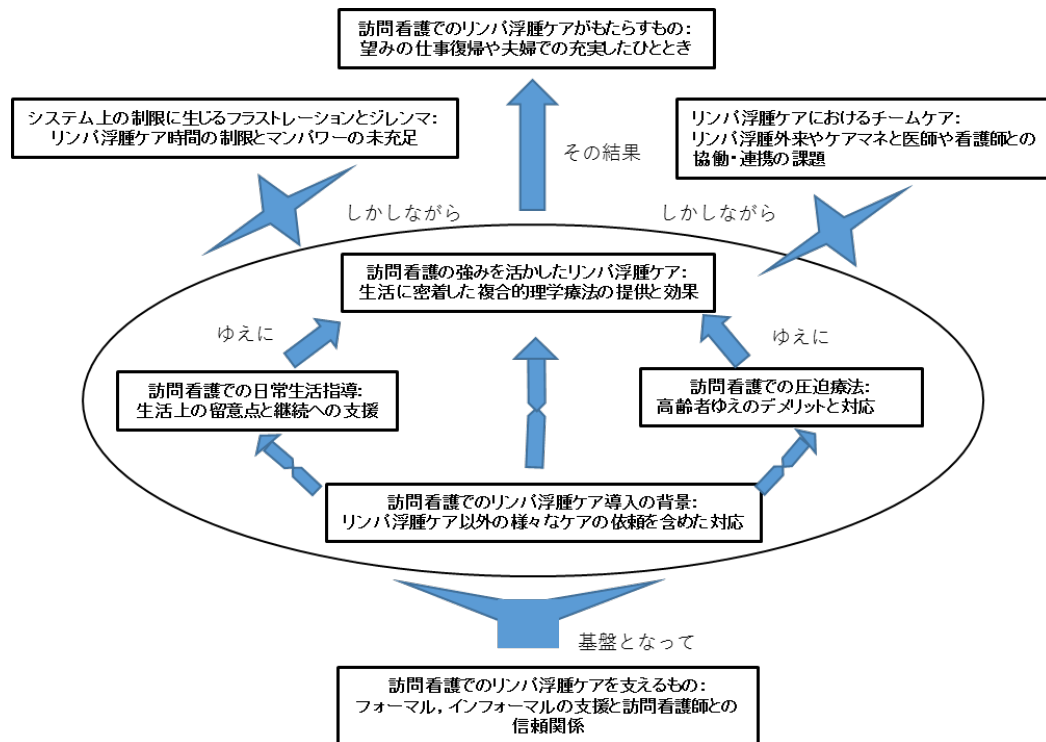 訪問看護でのリンパ浮腫ケアがもたらすもの：
望みの仕事復帰や夫婦での充実したひととき
システム上の制限に生じるフラストレーションとジレンマ：
リンパ浮腫ケア時間の制限とマンパワーの未充足
リンパ浮腫ケアにおけるチームケア：
リンパ浮腫外来やケアマネと医師や看護師との
協働・連携の課題
その結果
しかしながら
しかしながら
訪問看護の強みを活かしたリンパ浮腫ケア：
生活に密着した複合的理学療法の提供と効果
ゆえに
ゆえに
訪問看護での日常生活指導：
生活上の留意点と継続への支援
訪問看護での圧迫療法：
高齢者ゆえのデメリットと対応
訪問看護でのリンパ浮腫ケア導入の背景：
リンパ浮腫ケア以外の様々なケアの依頼を含めた対応
基盤となって
訪問看護でのリンパ浮腫ケアを支えるもの：
フォーマル，インフォーマルの支援と訪問看護師との
信頼関係